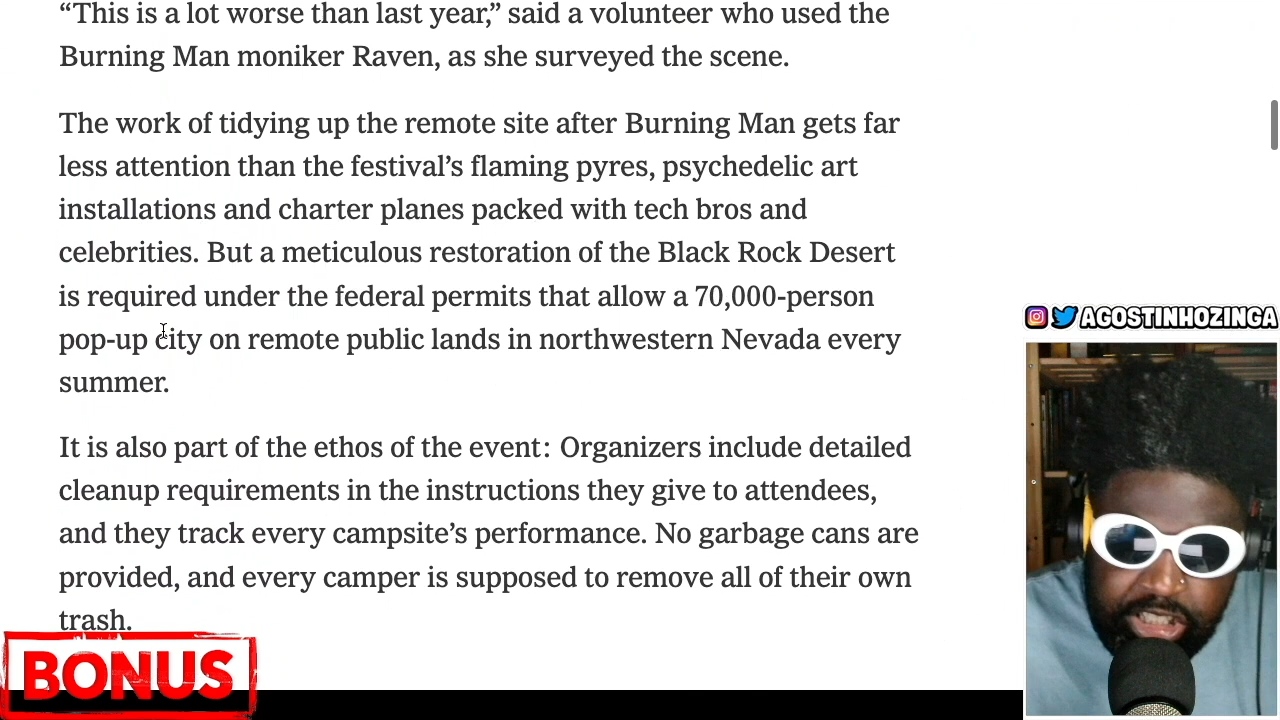 “This is a lot worse than last year,” said a volunteer who used the
Burning Man moniker Raven, as she surveyed the scene.
The work of tidying up the remote site after Burning Man gets far
less attention than the festival’s flaming pyres, psychedelic art
installations and charter planes packed with tech bros and
celebrities. But a meticulous restoration of the Black Rock Desert
is required under the federal permits that allow a 70,000-person
pop-up city on remote public lands in northwestern Nevada every
summer.
It is also part of the ethos of the event: Organizers include detailed
cleanup requirements in the instructions they give to attendees,
and they track every campsite’s performance. No garbage cans are
provided, and every camper is supposed to remove all of their own
trash.
AGOSTINHOZINGA
BONUS